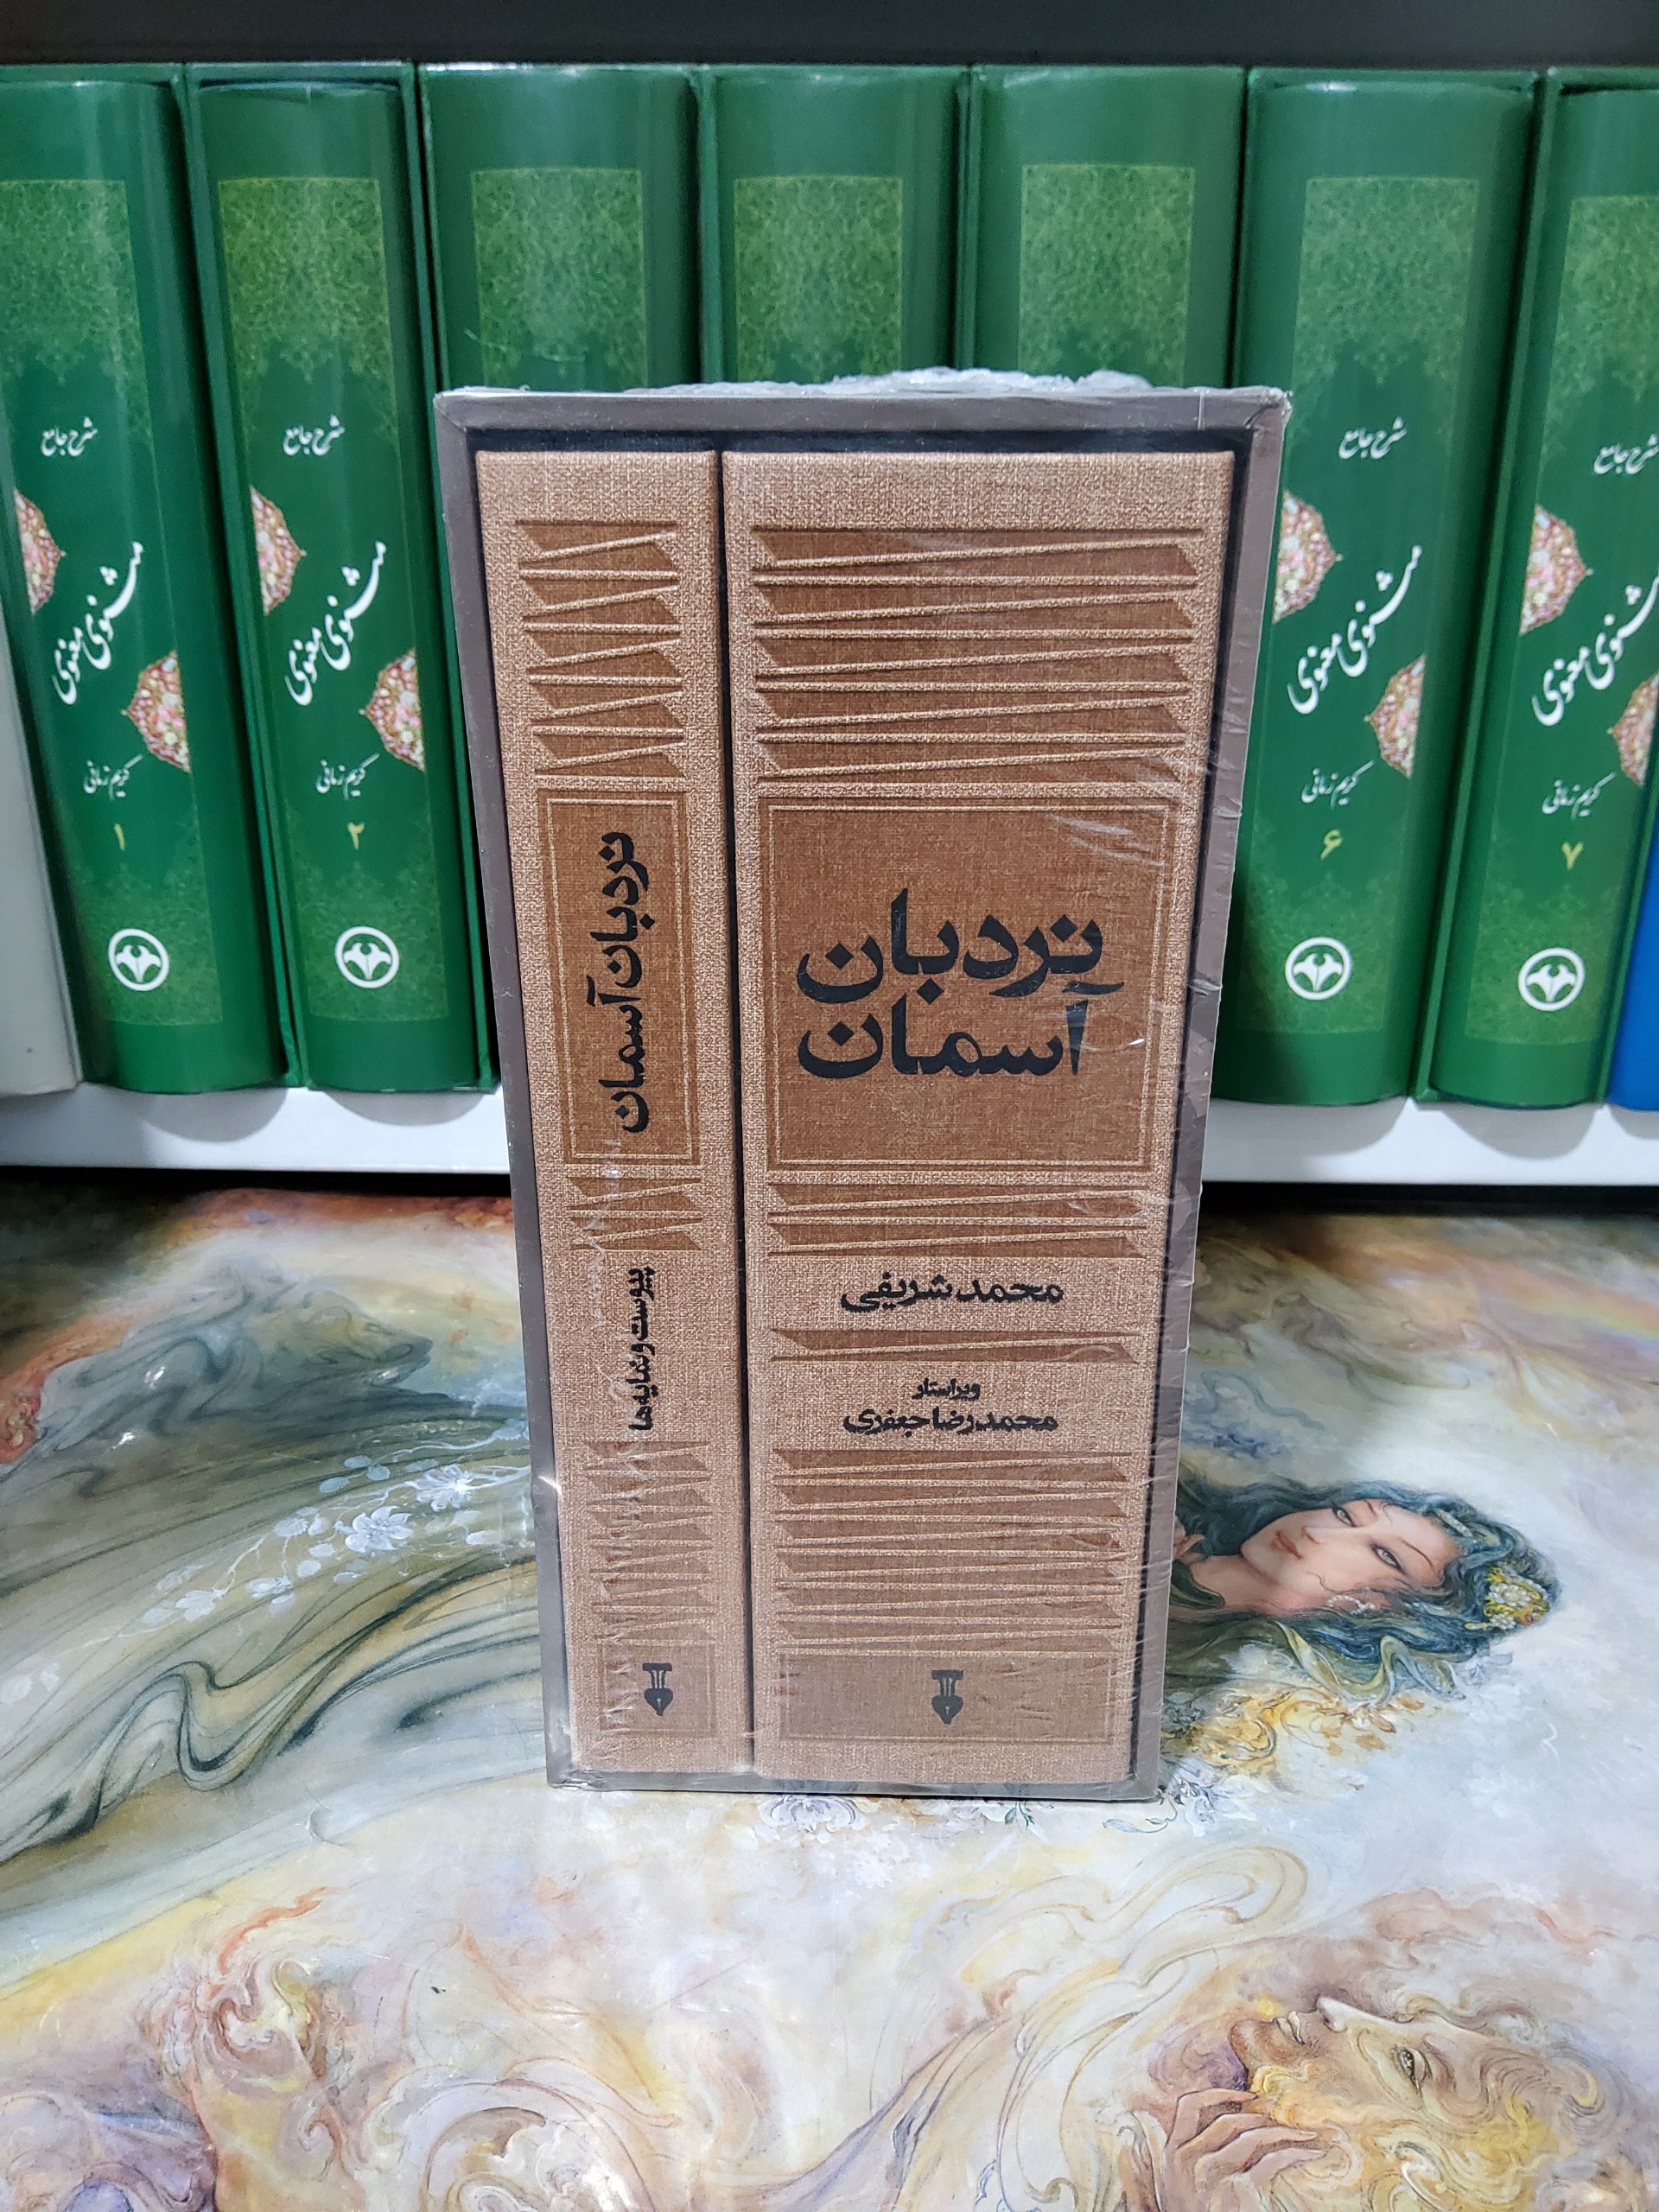 شرح جامع
مثنوی معنوی
کریم زمانی
۱
شرح جامع
مثنوی معنوی
کریم زمانی
۲
شرح جامع
مثنوی معنوی
کریم زمانی
۶
شرح جامع
مثنوی معنوی
کریم زمانی
۷
نردبان آسمان
پیوست و نمایه‌ها
نردبان
آسمان
محمد شریفی
ویراستار
محمدرضا جعفری